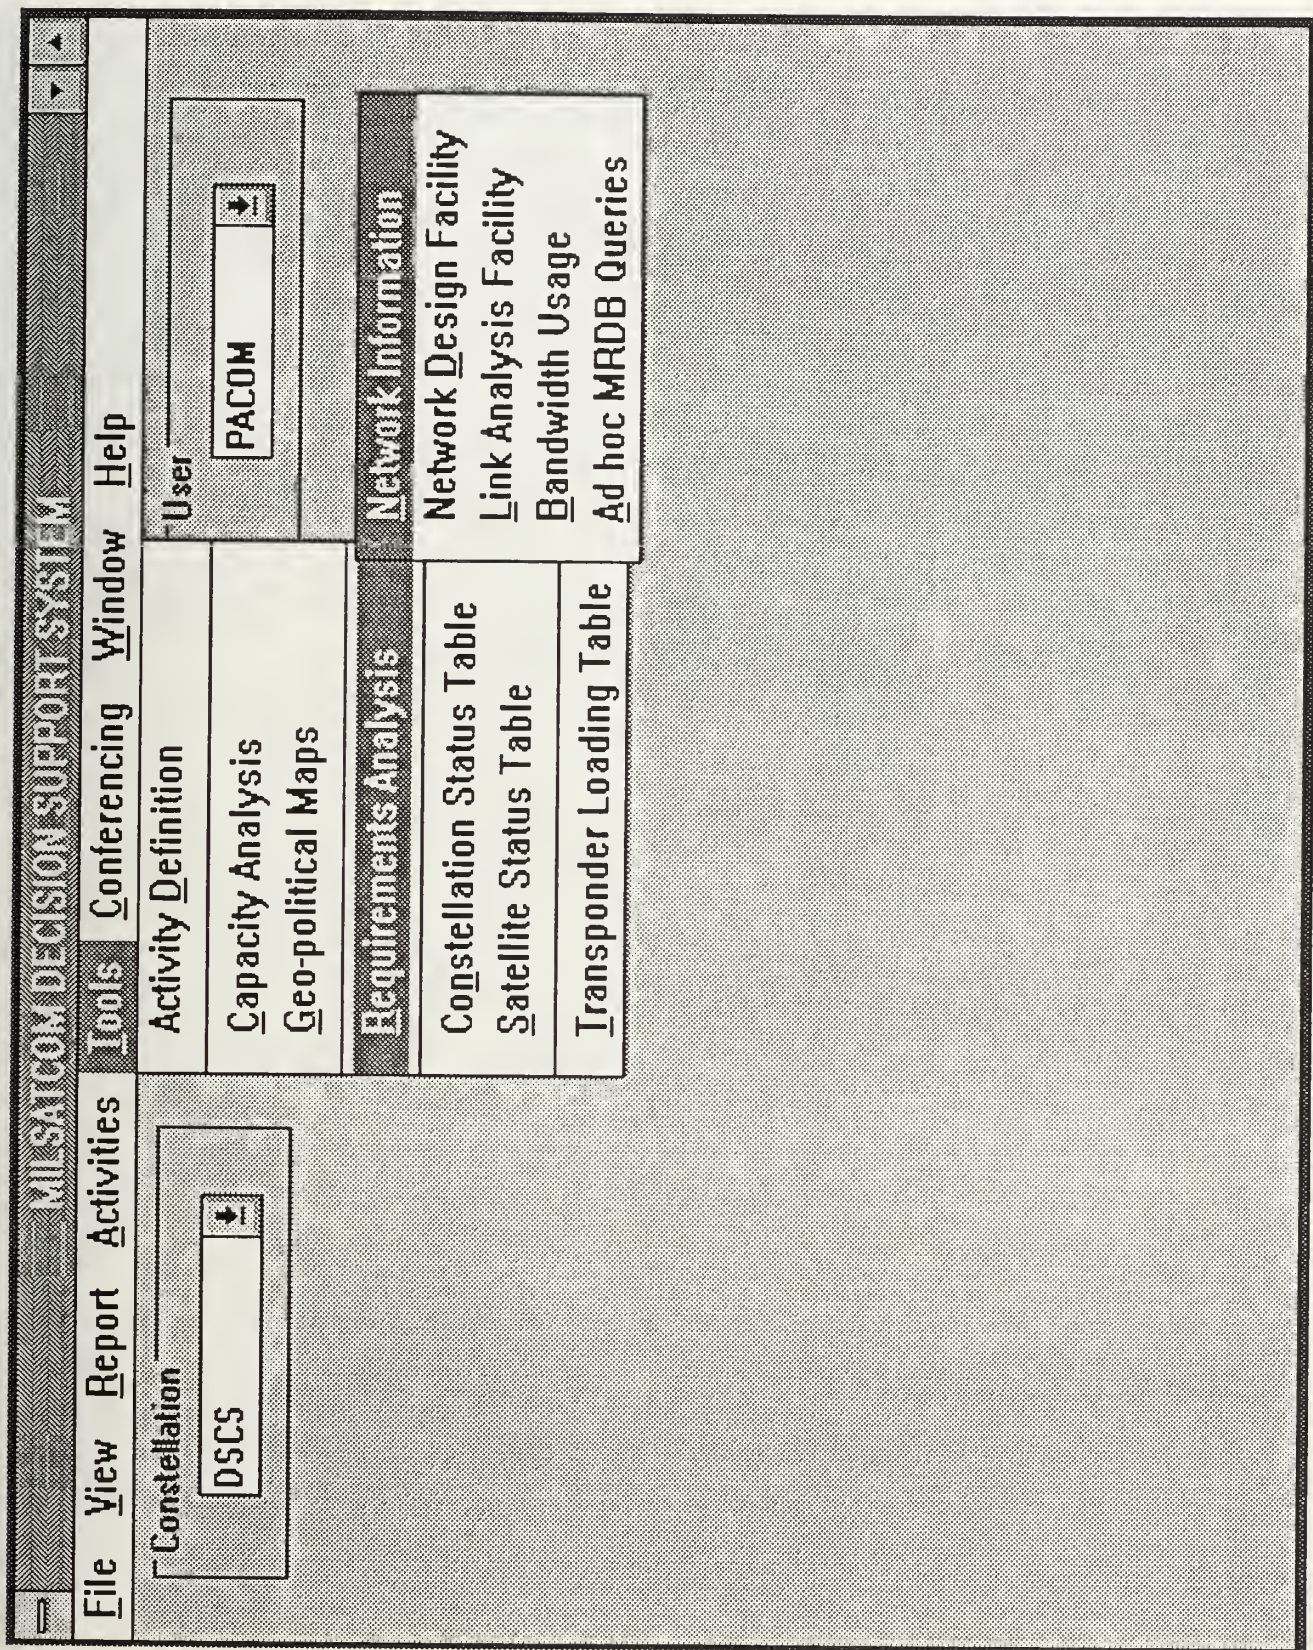 MILSATCOM DECISION SUPPORT SYSTEM
File View Report Activities Tools Conferencing Window Help
Constellation
DSCS
Activity Definition
Capacity Analysis
Geo-political Maps
Requirements Analysis
Constellation Status Table
Satellite Status Table
Transponder Loading Table
User
PACOM
Network Information
Network Design Facility
Link Analysis Facility
Bandwidth Usage
Ad hoc MRDB Queries